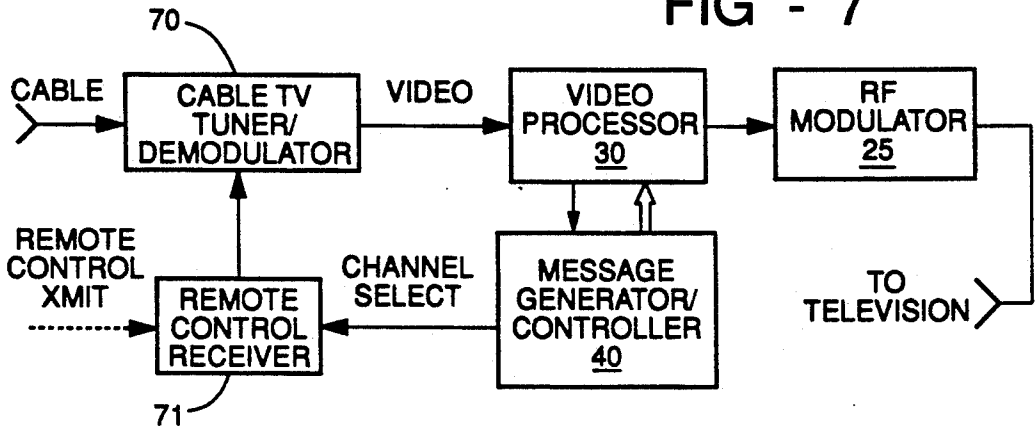 FIG - 7
70
CABLE
CABLE TV
TUNER/
DEMODULATOR
VIDEO
VIDEO
PROCESSOR
30
RF
MODULATOR
25
REMOTE
CONTROL
XMIT
REMOTE
CONTROL
RECEIVER
71
CHANNEL
SELECT
MESSAGE
GENERATOR/
CONTROLLER
40
TO
TELEVISION